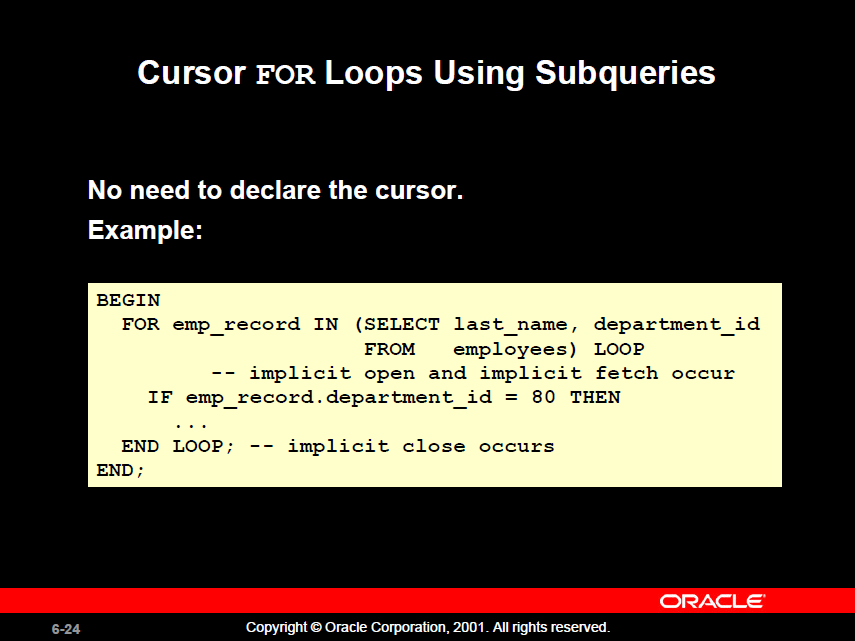 Cursor FOR Loops Using Subqueries
No need to declare the cursor.
Example:
BEGIN
  FOR emp_record IN (SELECT last_name, department_id
                     FROM   employees) LOOP
         -- implicit open and implicit fetch occur
    IF emp_record.department_id = 80 THEN
      ...
  END LOOP; -- implicit close occurs
END;
ORACLE®
6-24
Copyright © Oracle Corporation, 2001. All rights reserved.